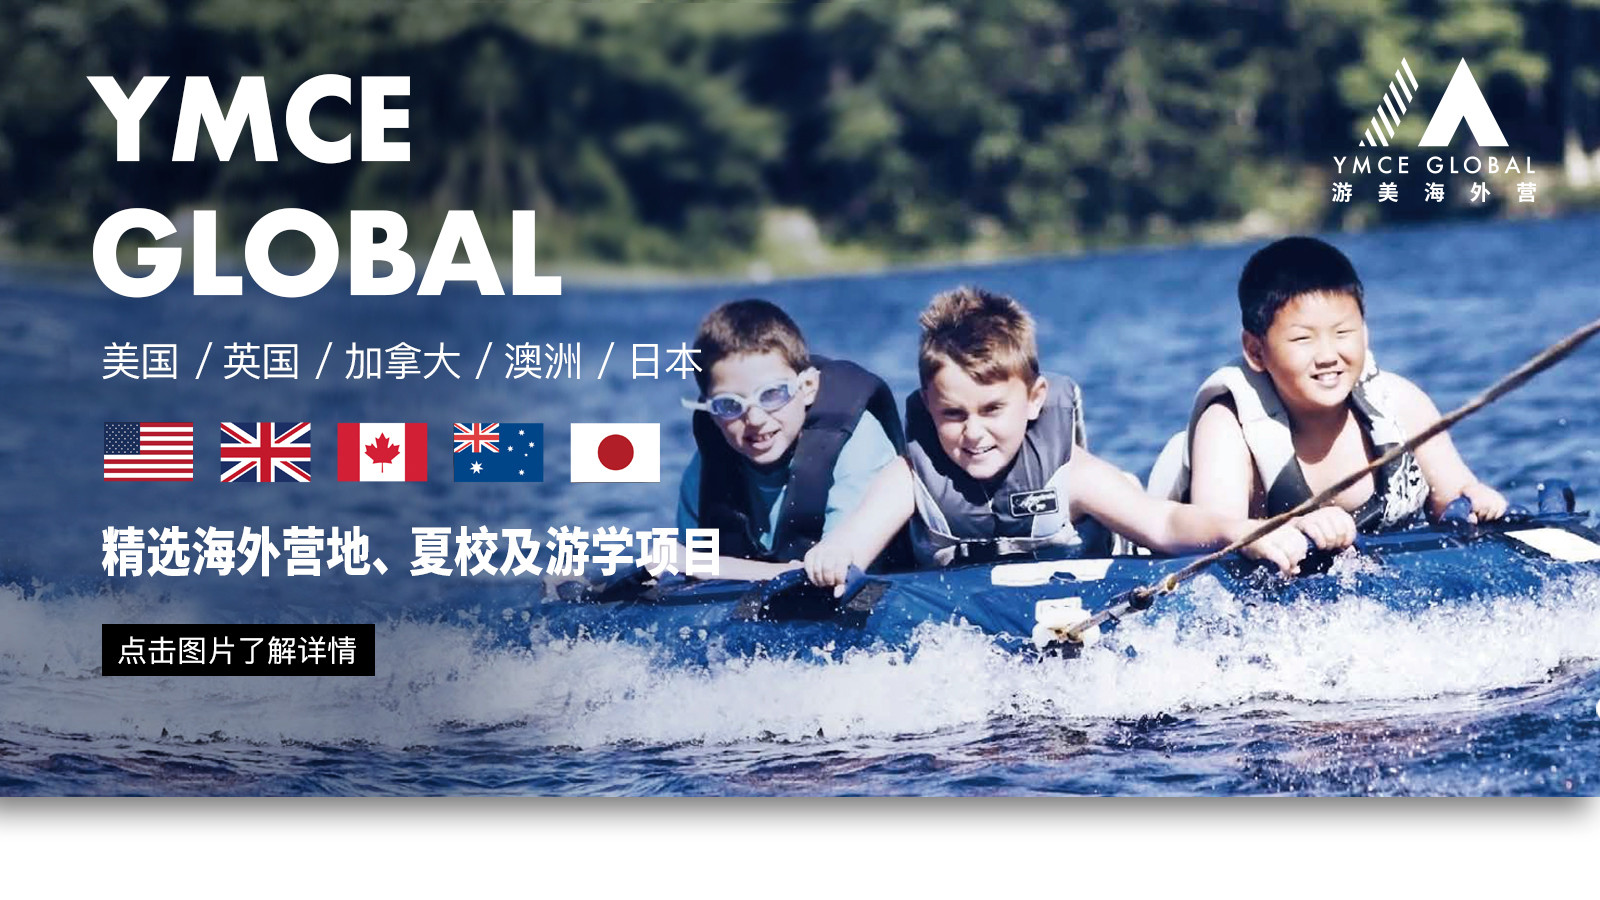 YMCE
GLOBAL
美国 / 英国 / 加拿大 / 澳洲 / 日本
精选海外营地、夏校及游学项目
点击图片了解详情
YMCE GLOBAL
游美海外营